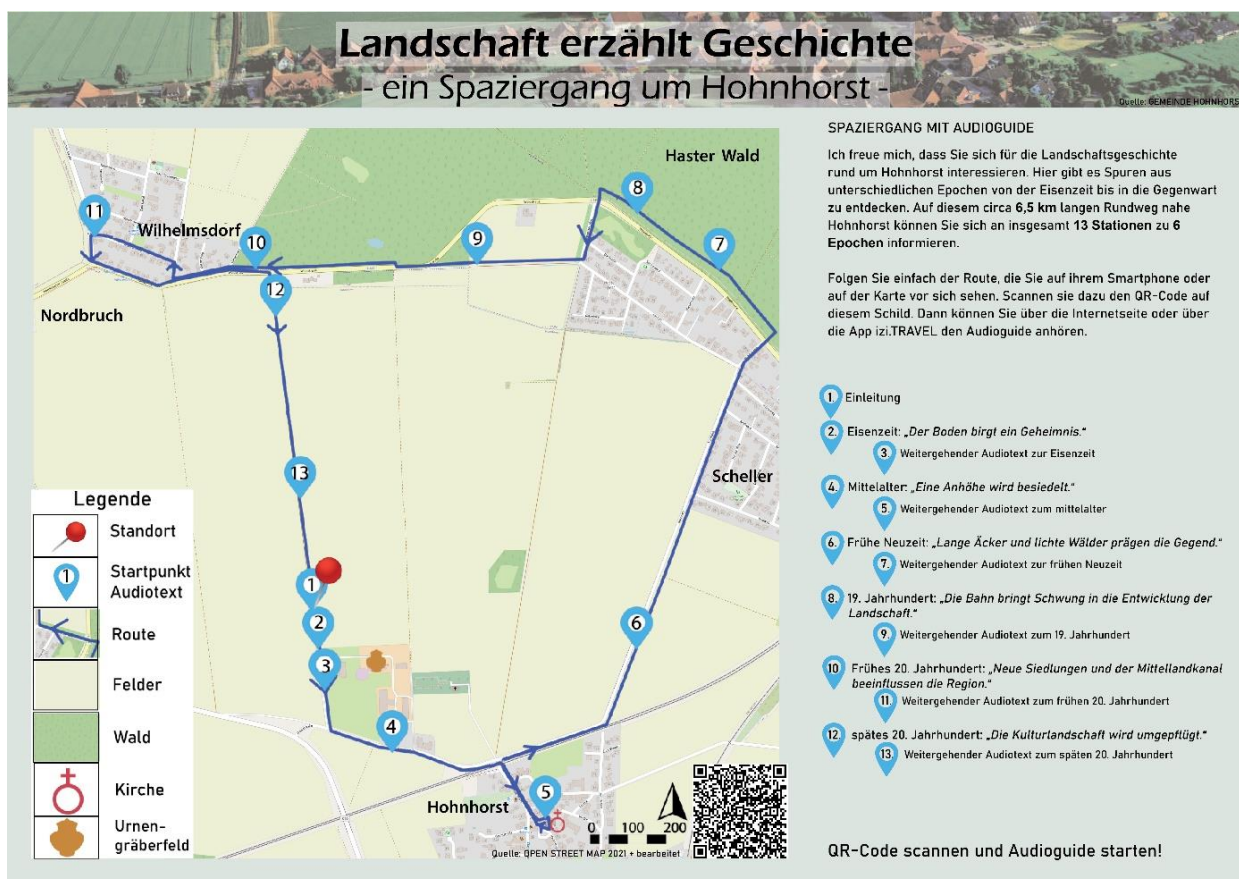 Landschaft erzählt Geschichte
- ein Spaziergang um Hohnhorst -
Quelle: GEMEINDE HOHNHORS
Haster Wald
8
11
Wilhelmsdorf
10
9
7
12
Nordbruch
13
Scheller
1
2
3
6
4
5
Hohnhorst
0 100 200
Quelle: OPEN STREET MAP 2021 + bearbeitet
Legende
Standort
1
Startpunkt
Audiotext
Route
Felder
Wald
Kirche
Urnen-
gräberfeld
SPAZIERGANG MIT AUDIOGUIDE
Ich freue mich, dass Sie sich für die Landschaftsgeschichte
rund um Hohnhorst interessieren. Hier gibt es Spuren aus
unterschiedlichen Epochen von der Eisenzeit bis in die Gegenwart
zu entdecken. Auf diesem circa 6,5 km langen Rundweg nahe
Hohnhorst können Sie sich an insgesamt 13 Stationen zu 6
Epochen informieren.
Folgen Sie einfach der Route, die Sie auf ihrem Smartphone oder
auf der Karte vor sich sehen. Scannen sie dazu den QR-Code auf
diesem Schild. Dann können Sie über die Internetseite oder über
die App izi.TRAVEL den Audioguide anhören.
1. Einleitung
2. Eisenzeit: „Der Boden birgt ein Geheimnis."
3. Weitergehender Audiotext zur Eisenzeit
4. Mittelalter: „Eine Anhöhe wird besiedelt."
5. Weitergehender Audiotext zum mittelalter
6. Frühe Neuzeit: „Lange Äcker und lichte Wälder prägen die Gegend."
7. Weitergehender Audiotext zur frühen Neuzeit
8. 19. Jahrhundert: „Die Bahn bringt Schwung in die Entwicklung der
Landschaft."
9. Weitergehender Audiotext zum 19. Jahrhundert
10. Frühes 20. Jahrhundert: „Neue Siedlungen und der Mittellandkanal
beeinflussen die Region."
11. Weitergehender Audiotext zum frühen 20. Jahrhundert
12. spätes 20. Jahrhundert: „Die Kulturlandschaft wird umgepflügt."
13. Weitergehender Audiotext zum späten 20. Jahrhundert
QR-Code scannen und Audioguide starten!